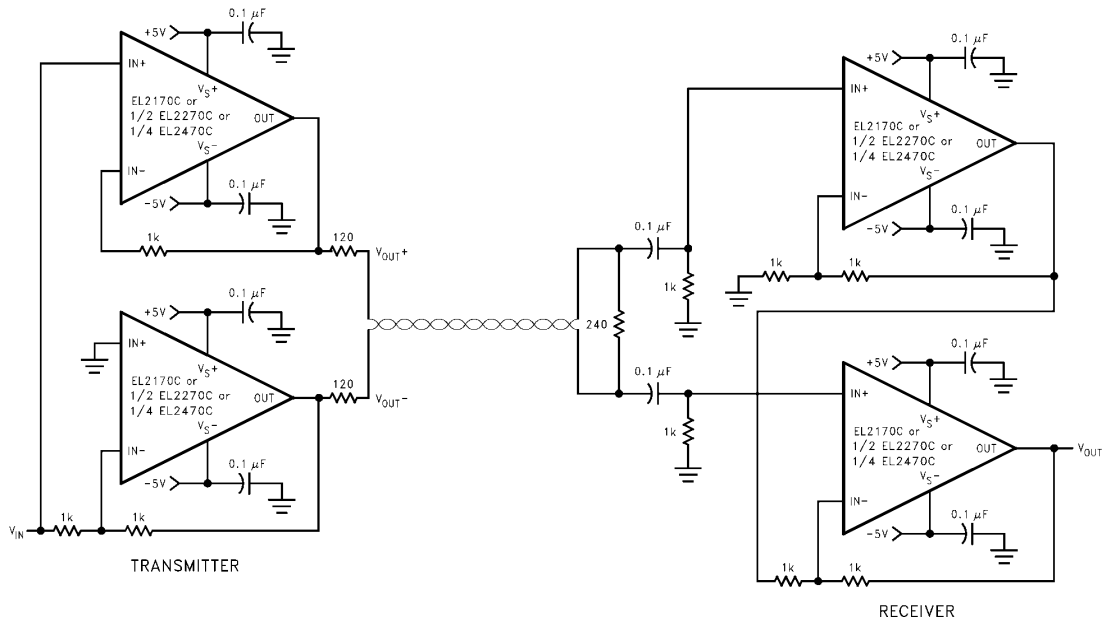 +5V
0.1 μF
IN+
VS+
EL2170C or
1/2 EL2270C or
1/4 EL2470C
OUT
VS−
IN−
−5V
0.1 μF
1k
120
VOUT+
+5V
0.1 μF
IN+
VS+
EL2170C or
1/2 EL2270C or
1/4 EL2470C
OUT
VS−
IN−
−5V
0.1 μF
120
VOUT−
VIN
1k
1k
TRANSMITTER
0.1 μF
1k
240
0.1 μF
1k
+5V
0.1 μF
IN+
VS+
EL2170C or
1/2 EL2270C or
1/4 EL2470C
OUT
VS−
IN−
−5V
0.1 μF
1k
1k
+5V
0.1 μF
IN+
VS+
EL2170C or
1/2 EL2270C or
1/4 EL2470C
OUT
VOUT
VS−
IN−
−5V
0.1 μF
1k
1k
RECEIVER